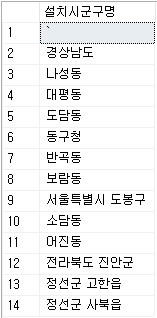 설치시군구명
1 `
2 경상남도
3 나성동
4 대평동
5 도담동
6 동구청
7 반곡동
8 보람동
9 서울특별시 도봉구
10 소담동
11 어진동
12 전라북도 진안군
13 정선군 고한읍
14 정선군 사북읍